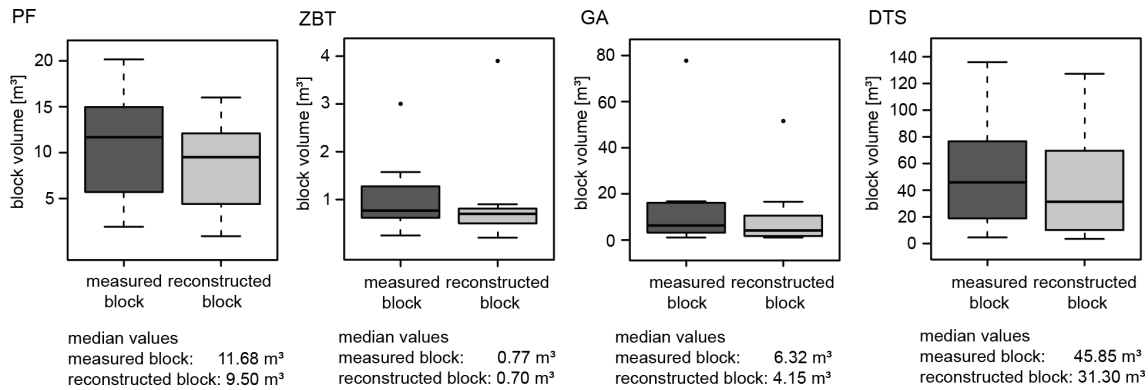 PF
block volume [m³]
20
15
10
5
measured block
reconstructed block
median values
measured block: 11.68 m³
reconstructed block: 9.50 m³
ZBT
block volume [m³]
4
3
2
1
measured block
reconstructed block
median values
measured block: 0.77 m³
reconstructed block: 0.70 m³
GA
block volume [m³]
80
60
40
20
0
measured block
reconstructed block
median values
measured block: 6.32 m³
reconstructed block: 4.15 m³
DTS
block volume [m³]
140
120
100
80
60
40
20
0
measured block
reconstructed block
median values
measured block: 45.85 m³
reconstructed block: 31.30 m³